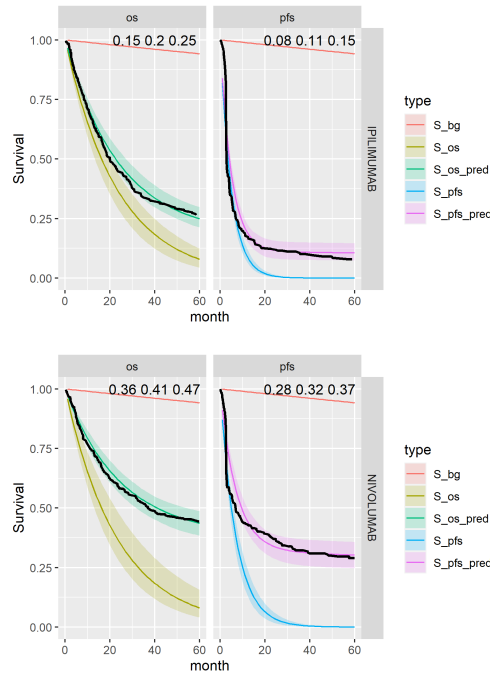 os pfs
0.15 0.2 0.25 0.08 0.11 0.15
1.00
0.75
0.50
0.25
0.00
Survival
IPILIMUMAB
0 20 40 60 0 20 40 60
month
type
S_bg
S_os
S_os_pred
S_pfs
S_pfs_pred
os pfs
0.36 0.41 0.47 0.28 0.32 0.37
1.00
0.75
0.50
0.25
0.00
Survival
NIVOLUMAB
0 20 40 60 0 20 40 60
month
type
S_bg
S_os
S_os_pred
S_pfs
S_pfs_pred